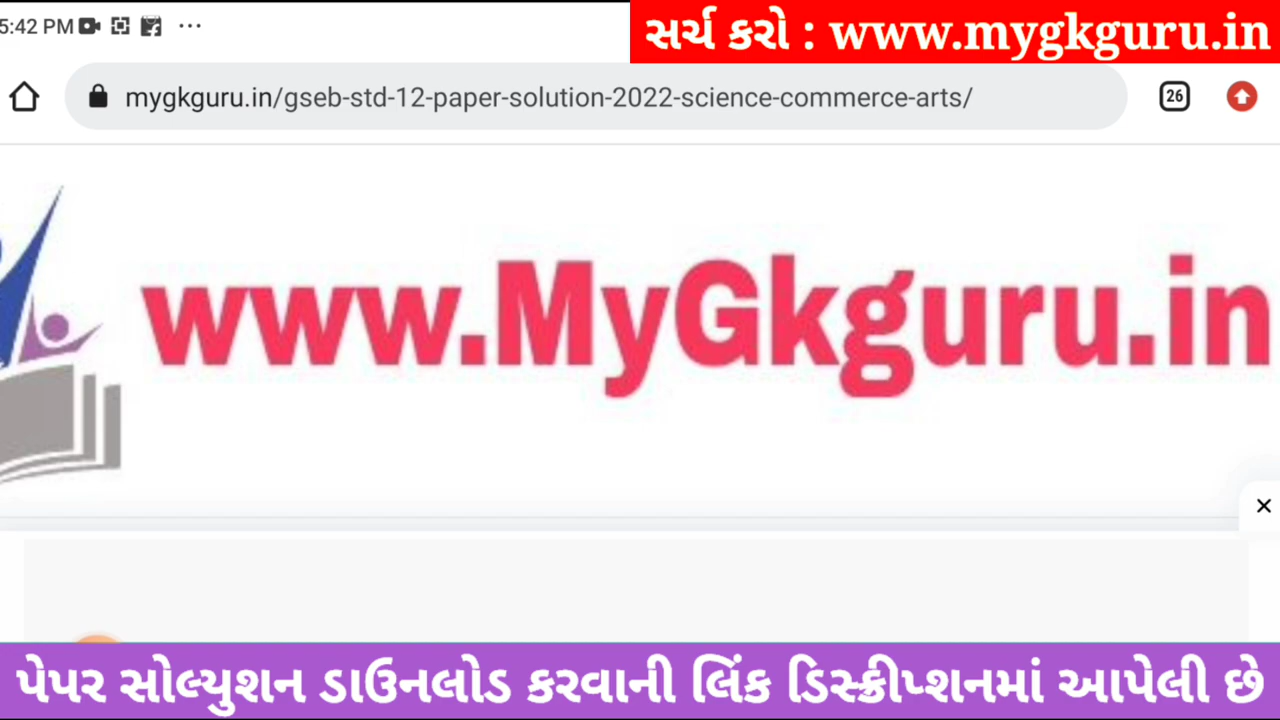 5:42 PM
સર્ચ કરો : www.mygkguru.in
mygkguru.in/gseb-std-12-paper-solution-2022-science-commerce-arts/
26
www.MyGkguru.in
પેપર સોલ્યુશન ડાઉનલોડ કરવાની લિંક ડિસ્ક્રીપ્શનમાં આપેલી છે